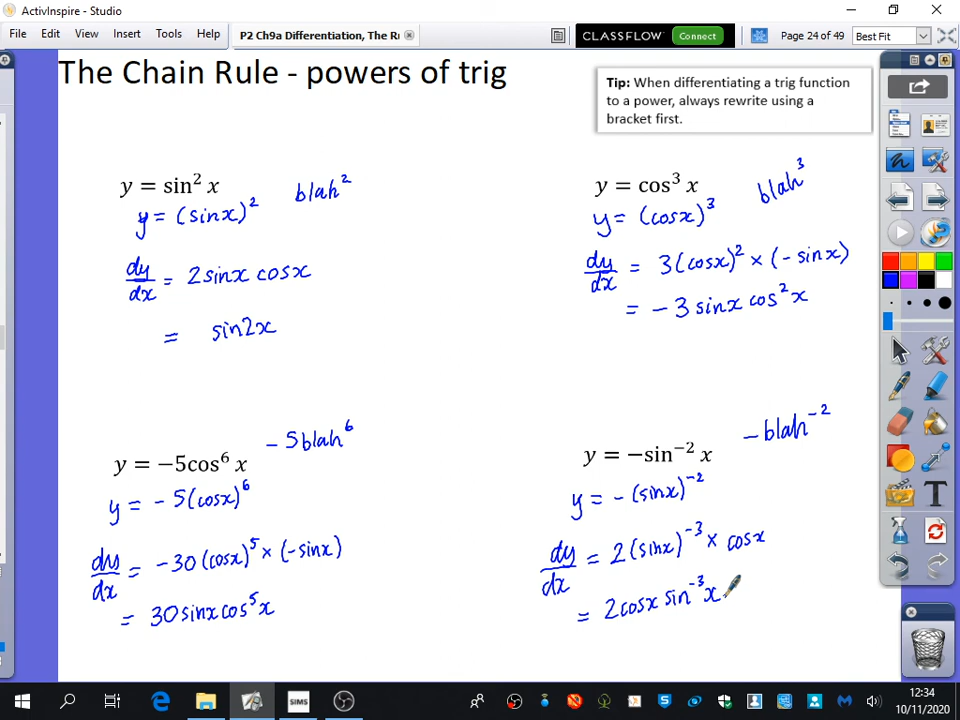 ActivInspire - Studio
File Edit View Insert Tools Help
P2 Ch9a Differentiation, The Ru
CLASSFLOW Connect
Page 24 of 49
Best Fit
The Chain Rule - powers of trig
Tip: When differentiating a trig function
to a power, always rewrite using a
bracket first.
y = sin² x
blah²
y = (sinx)²
dy/dx = 2sinx cosx
= sin2x
y = cos³ x
blah³
y = (cosx)³
dy/dx = 3(cosx)² × (-sinx)
= -3 sinx cos²x
y = −5cos⁶ x
-5blah⁶
y = -5(cosx)⁶
dy/dx = -30(cosx)⁵ × (-sinx)
= 30sinxcos⁵x
y = −sin⁻² x
-blah⁻²
y = -(sinx)⁻²
dy/dx = 2(sinx)⁻³ × cosx
= 2cosx sin⁻³x
SIMS
12:34
10/11/2020